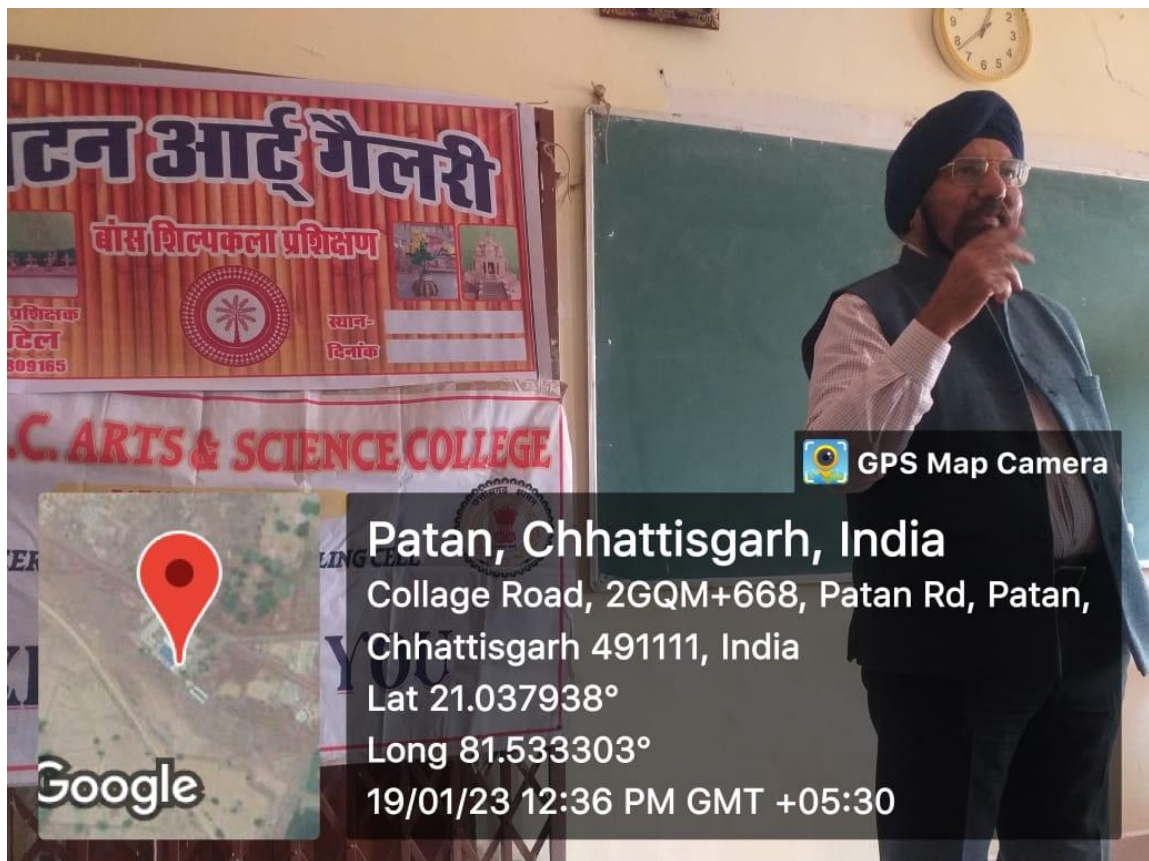 टन आर्ट् गैलरी
बांस शिल्पकला प्रशिक्षण
प्रशिक्षक
टेल
809165
स्थान-
दिनांक
.C. ARTS & SCIENCE COLLEGE
LING CELL
YOU
GPS Map Camera
Patan, Chhattisgarh, India
Collage Road, 2GQM+668, Patan Rd, Patan,
Chhattisgarh 491111, India
Lat 21.037938°
Long 81.533303°
19/01/23 12:36 PM GMT +05:30
Google